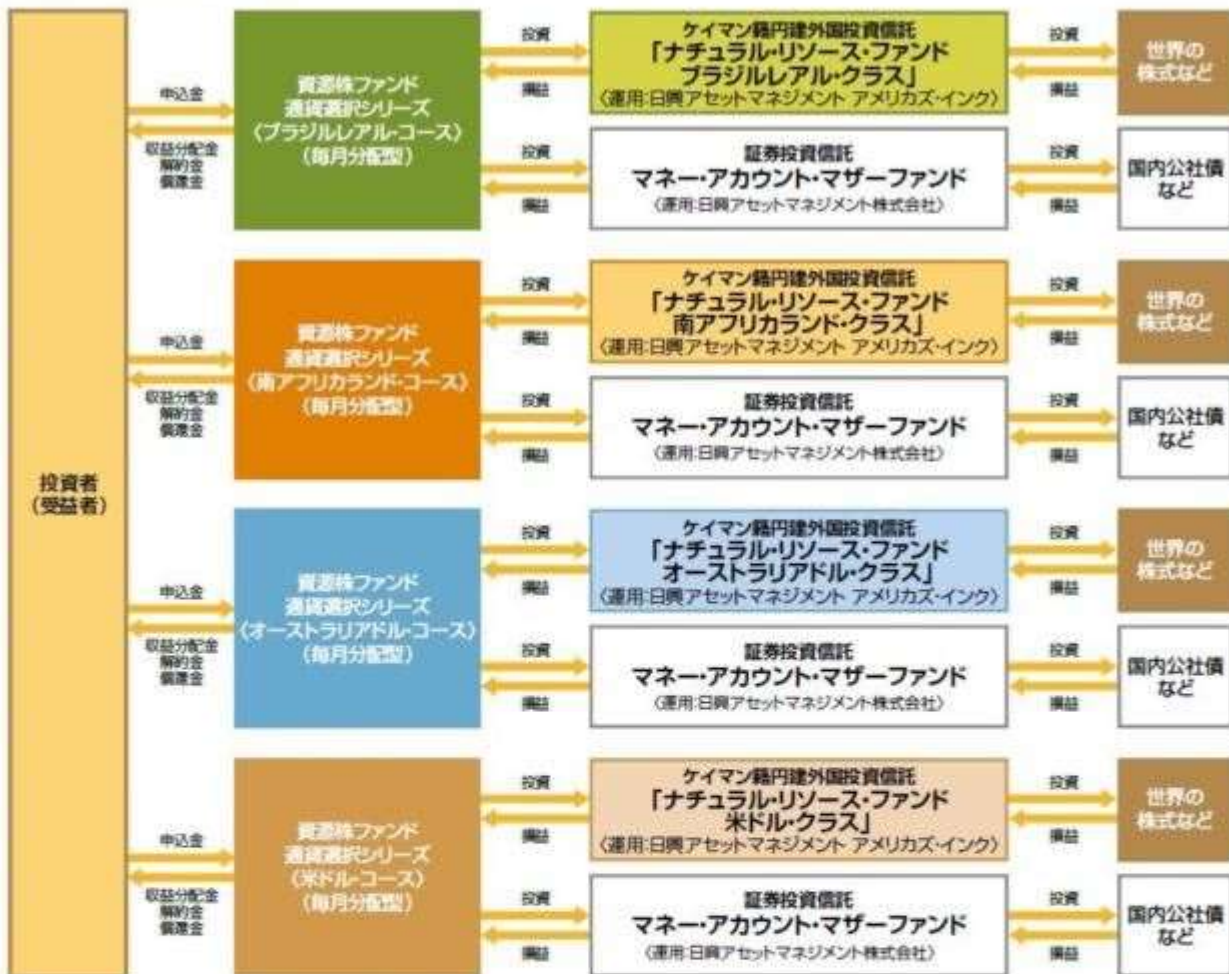 投資者
(受益者)
申込金
収益分配金
解約金
償還金
資源株ファンド
通貨選択シリーズ
〈ブラジルレアル・コース〉
(毎月分配型)
投資
損益
ケイマン籍円建外国投資信託
「ナチュラル・リソース・ファンド
ブラジルレアル・クラス」
〈運用:日興アセットマネジメント アメリカズ・インク〉
投資
損益
世界の
株式など
投資
損益
証券投資信託
マネー・アカウント・マザーファンド
〈運用:日興アセットマネジメント株式会社〉
投資
損益
国内公社債
など
申込金
収益分配金
解約金
償還金
資源株ファンド
通貨選択シリーズ
〈南アフリカランド・コース〉
(毎月分配型)
投資
損益
ケイマン籍円建外国投資信託
「ナチュラル・リソース・ファンド
南アフリカランド・クラス」
〈運用:日興アセットマネジメント アメリカズ・インク〉
投資
損益
世界の
株式など
投資
損益
証券投資信託
マネー・アカウント・マザーファンド
〈運用:日興アセットマネジメント株式会社〉
投資
損益
国内公社債
など
申込金
収益分配金
解約金
償還金
資源株ファンド
通貨選択シリーズ
〈オーストラリアドル・コース〉
(毎月分配型)
投資
損益
ケイマン籍円建外国投資信託
「ナチュラル・リソース・ファンド
オーストラリアドル・クラス」
〈運用:日興アセットマネジメント アメリカズ・インク〉
投資
損益
世界の
株式など
投資
損益
証券投資信託
マネー・アカウント・マザーファンド
〈運用:日興アセットマネジメント株式会社〉
投資
損益
国内公社債
など
申込金
収益分配金
解約金
償還金
資源株ファンド
通貨選択シリーズ
〈米ドル・コース〉
(毎月分配型)
投資
損益
ケイマン籍円建外国投資信託
「ナチュラル・リソース・ファンド
米ドル・クラス」
〈運用:日興アセットマネジメント アメリカズ・インク〉
投資
損益
世界の
株式など
投資
損益
証券投資信託
マネー・アカウント・マザーファンド
〈運用:日興アセットマネジメント株式会社〉
投資
損益
国内公社債
など